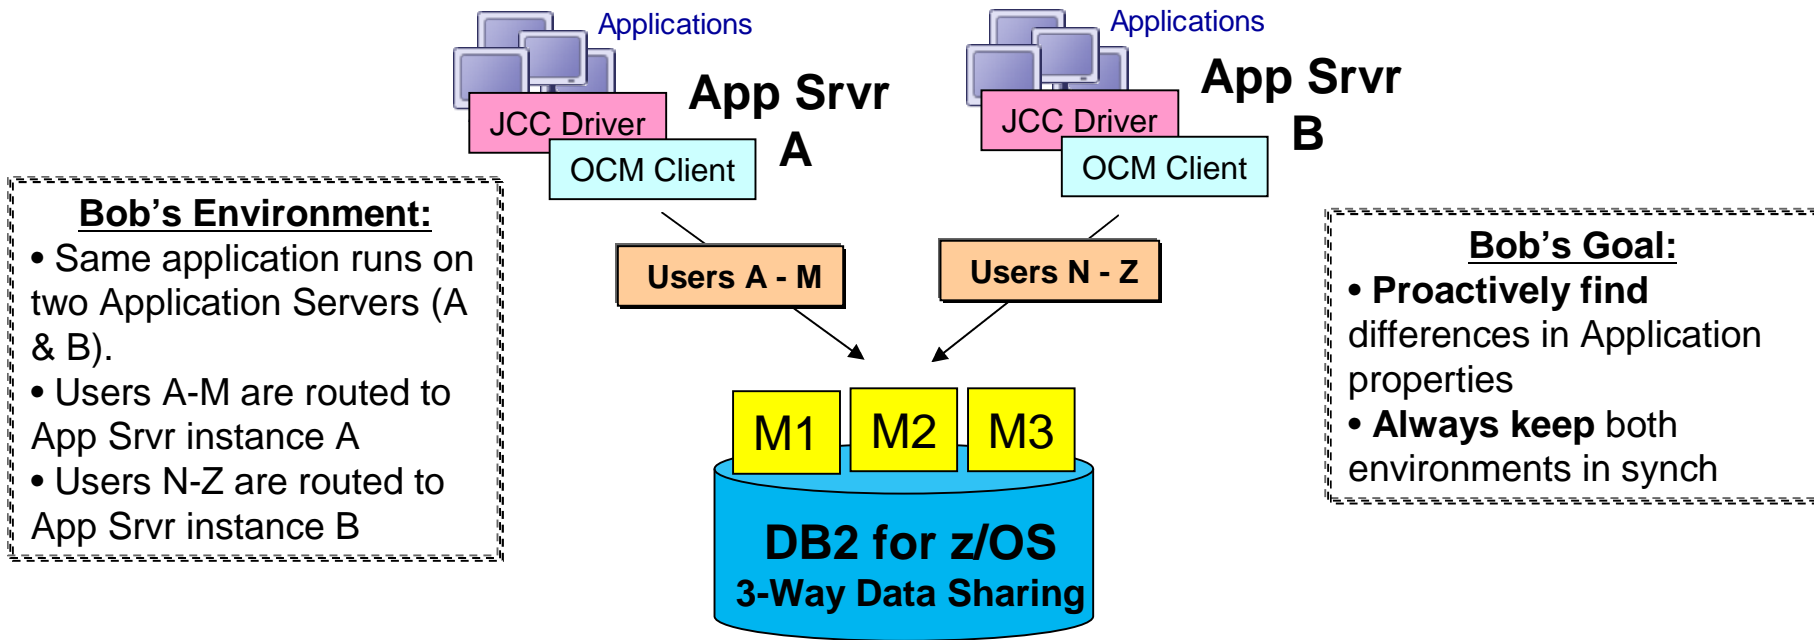 Applications
App Srvr
A
JCC Driver
OCM Client
Applications
App Srvr
B
JCC Driver
OCM Client
Bob’s Environment:
• Same application runs on
two Application Servers (A
& B).
• Users A-M are routed to
App Srvr instance A
• Users N-Z are routed to
App Srvr instance B
Users A - M
Users N - Z
Bob’s Goal:
• Proactively find
differences in Application
properties
• Always keep both
environments in synch
M1
M2
M3
DB2 for z/OS
3-Way Data Sharing